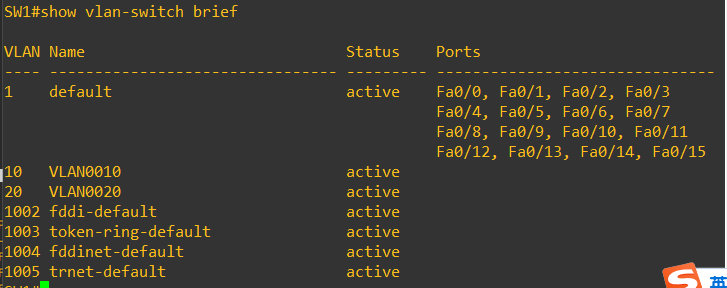 SW1#show vlan-switch brief
VLAN Name                             Status    Ports
---- -------------------------------- --------- -------------------------------
1    default                          active    Fa0/0, Fa0/1, Fa0/2, Fa0/3
                                                Fa0/4, Fa0/5, Fa0/6, Fa0/7
                                                Fa0/8, Fa0/9, Fa0/10, Fa0/11
                                                Fa0/12, Fa0/13, Fa0/14, Fa0/15
10   VLAN0010                         active
20   VLAN0020                         active
1002 fddi-default                     active
1003 token-ring-default               active
1004 fddinet-default                  active
1005 trnet-default                    active
S 英